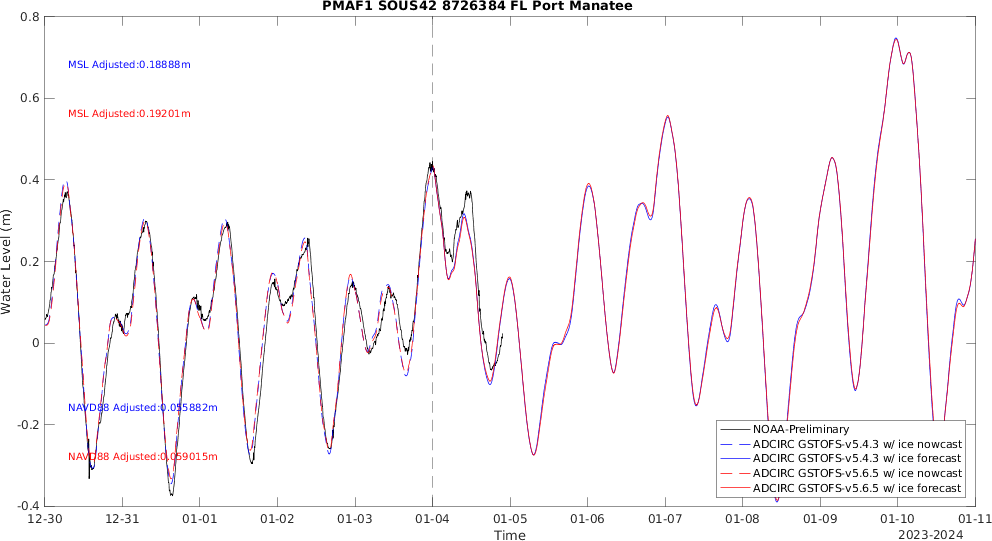 PMAF1 SOUS42 8726384 FL Port Manatee
0.8
0.6
0.4
0.2
0
-0.2
-0.4
Water Level (m)
MSL Adjusted:0.18888m
MSL Adjusted:0.19201m
NAVD88 Adjusted:0.055882m
NAVD88 Adjusted:0.059015m
NOAA-Preliminary
ADCIRC GSTOFS-v5.4.3 w/ ice nowcast
ADCIRC GSTOFS-v5.4.3 w/ ice forecast
ADCIRC GSTOFS-v5.6.5 w/ ice nowcast
ADCIRC GSTOFS-v5.6.5 w/ ice forecast
12-30 12-31 01-01 01-02 01-03 01-04 01-05 01-06 01-07 01-08 01-09 01-10 01-11
Time
2023-2024